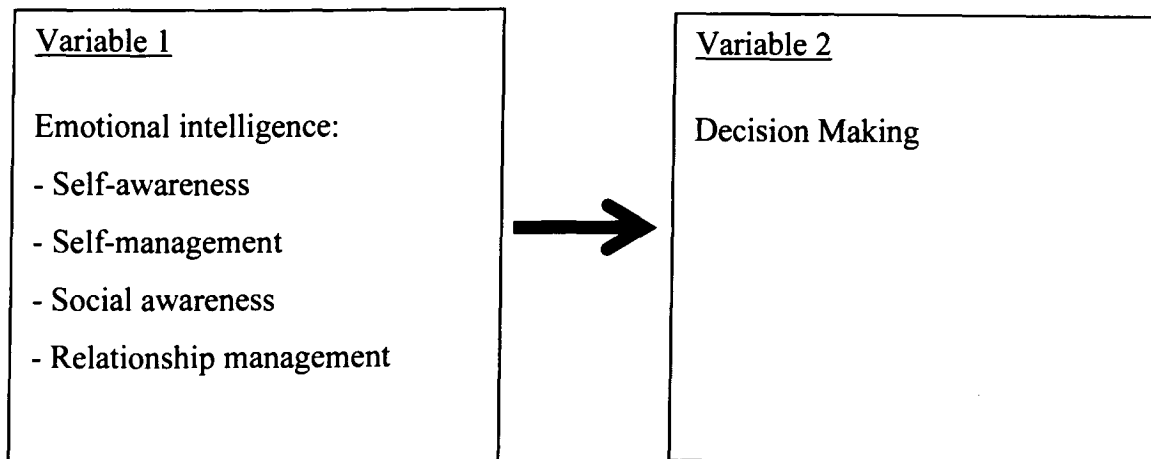 Variable 1
Emotional intelligence:
- Self-awareness
- Self-management
- Social awareness
- Relationship management
Variable 2
Decision Making